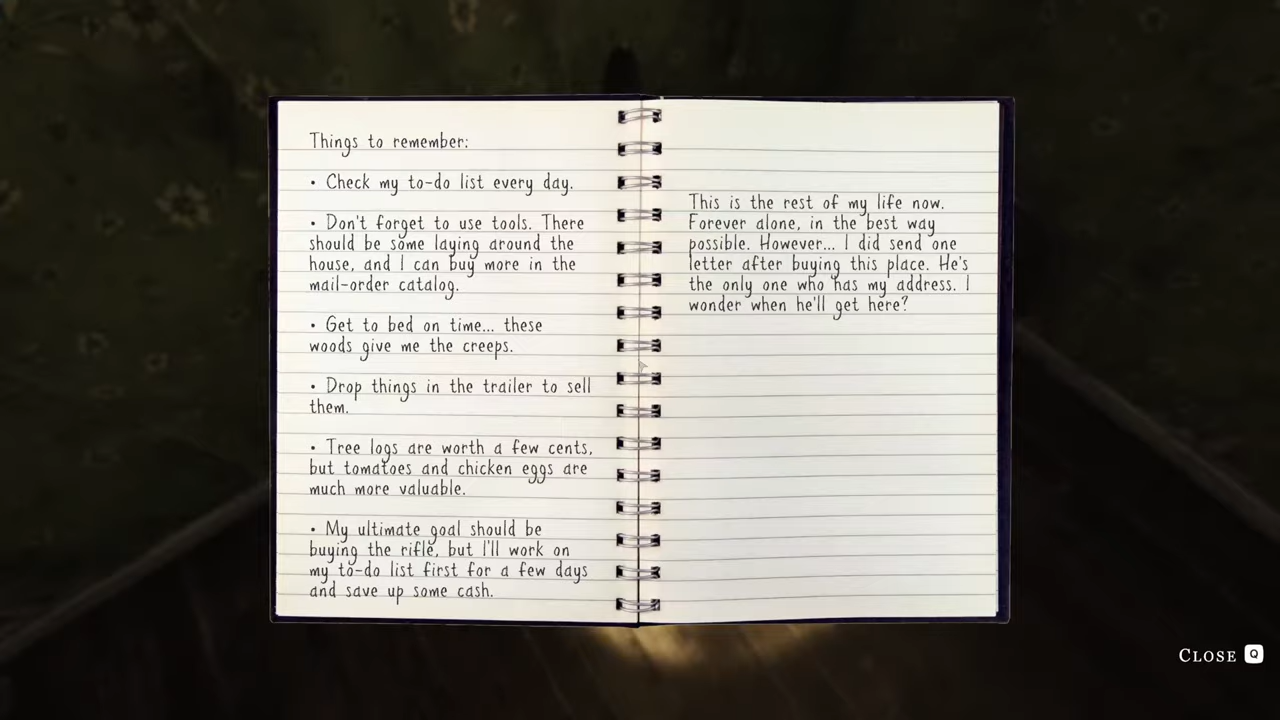 Things to remember:
• Check my to-do list every day.
• Don't forget to use tools. There
should be some laying around the
house, and I can buy more in the
mail-order catalog.
• Get to bed on time... these
woods give me the creeps.
• Drop things in the trailer to sell
them.
• Tree logs are worth a few cents,
but tomatoes and chicken eggs are
much more valuable.
• My ultimate goal should be
buying the rifle, but I'll work on
my to-do list first for a few days
and save up some cash.
This is the rest of my life now.
Forever alone, in the best way
possible. However... I did send one
letter after buying this place. He's
the only one who has my address. I
wonder when he'll get here?
CLOSE Q